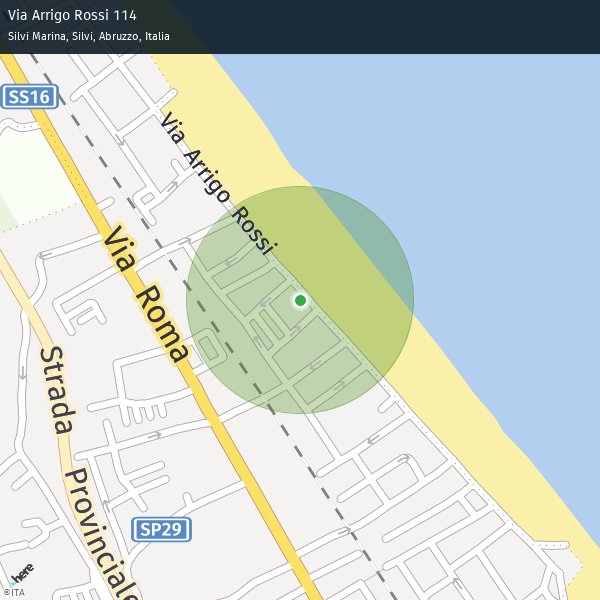 Via Arrigo Rossi 114
Silvi Marina, Silvi, Abruzzo, Italia
SS16
Via Arrigo Rossi
Via Roma
Strada Provinciale
SP29
here
©ITA